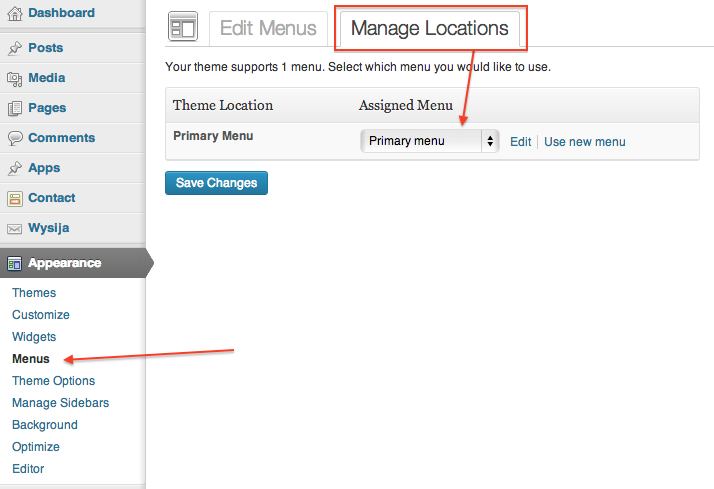 Dashboard
Posts
Media
Pages
Comments
Apps
Contact
Wysija
Appearance
Themes
Customize
Widgets
Menus
Theme Options
Manage Sidebars
Background
Optimize
Editor
Edit Menus Manage Locations
Your theme supports 1 menu. Select which menu you would like to use.
Theme Location Assigned Menu
Primary Menu Primary menu Edit Use new menu
Save Changes